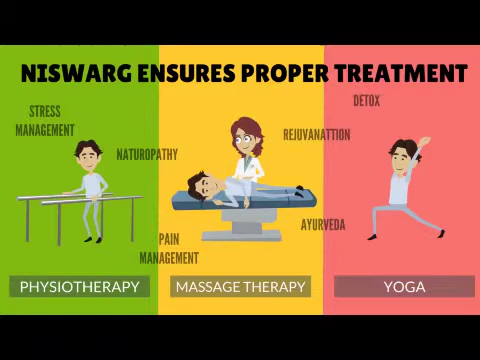 NISWARG ENSURES PROPER TREATMENT
STRESS
MANAGEMENT
NATUROPATHY
PAIN
MANAGEMENT
REJUVANATTION
DETOX
AYURVEDA
PHYSIOTHERAPY
MASSAGE THERAPY
YOGA